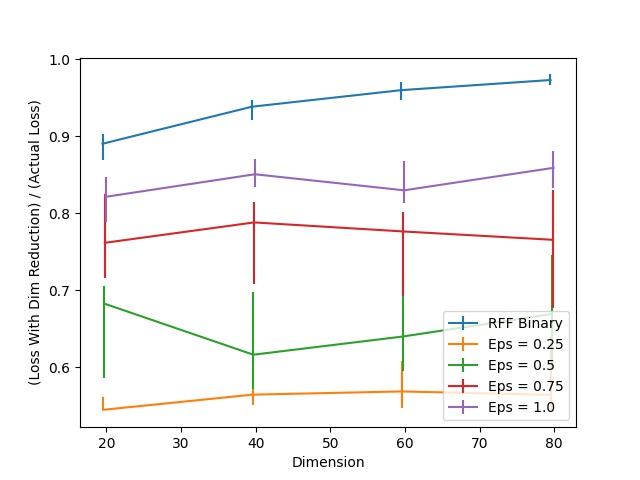 1.0
0.9
0.8
0.7
0.6
(Loss With Dim Reduction) / (Actual Loss)
RFF Binary
Eps = 0.25
Eps = 0.5
Eps = 0.75
Eps = 1.0
20 30 40 50 60 70 80
Dimension